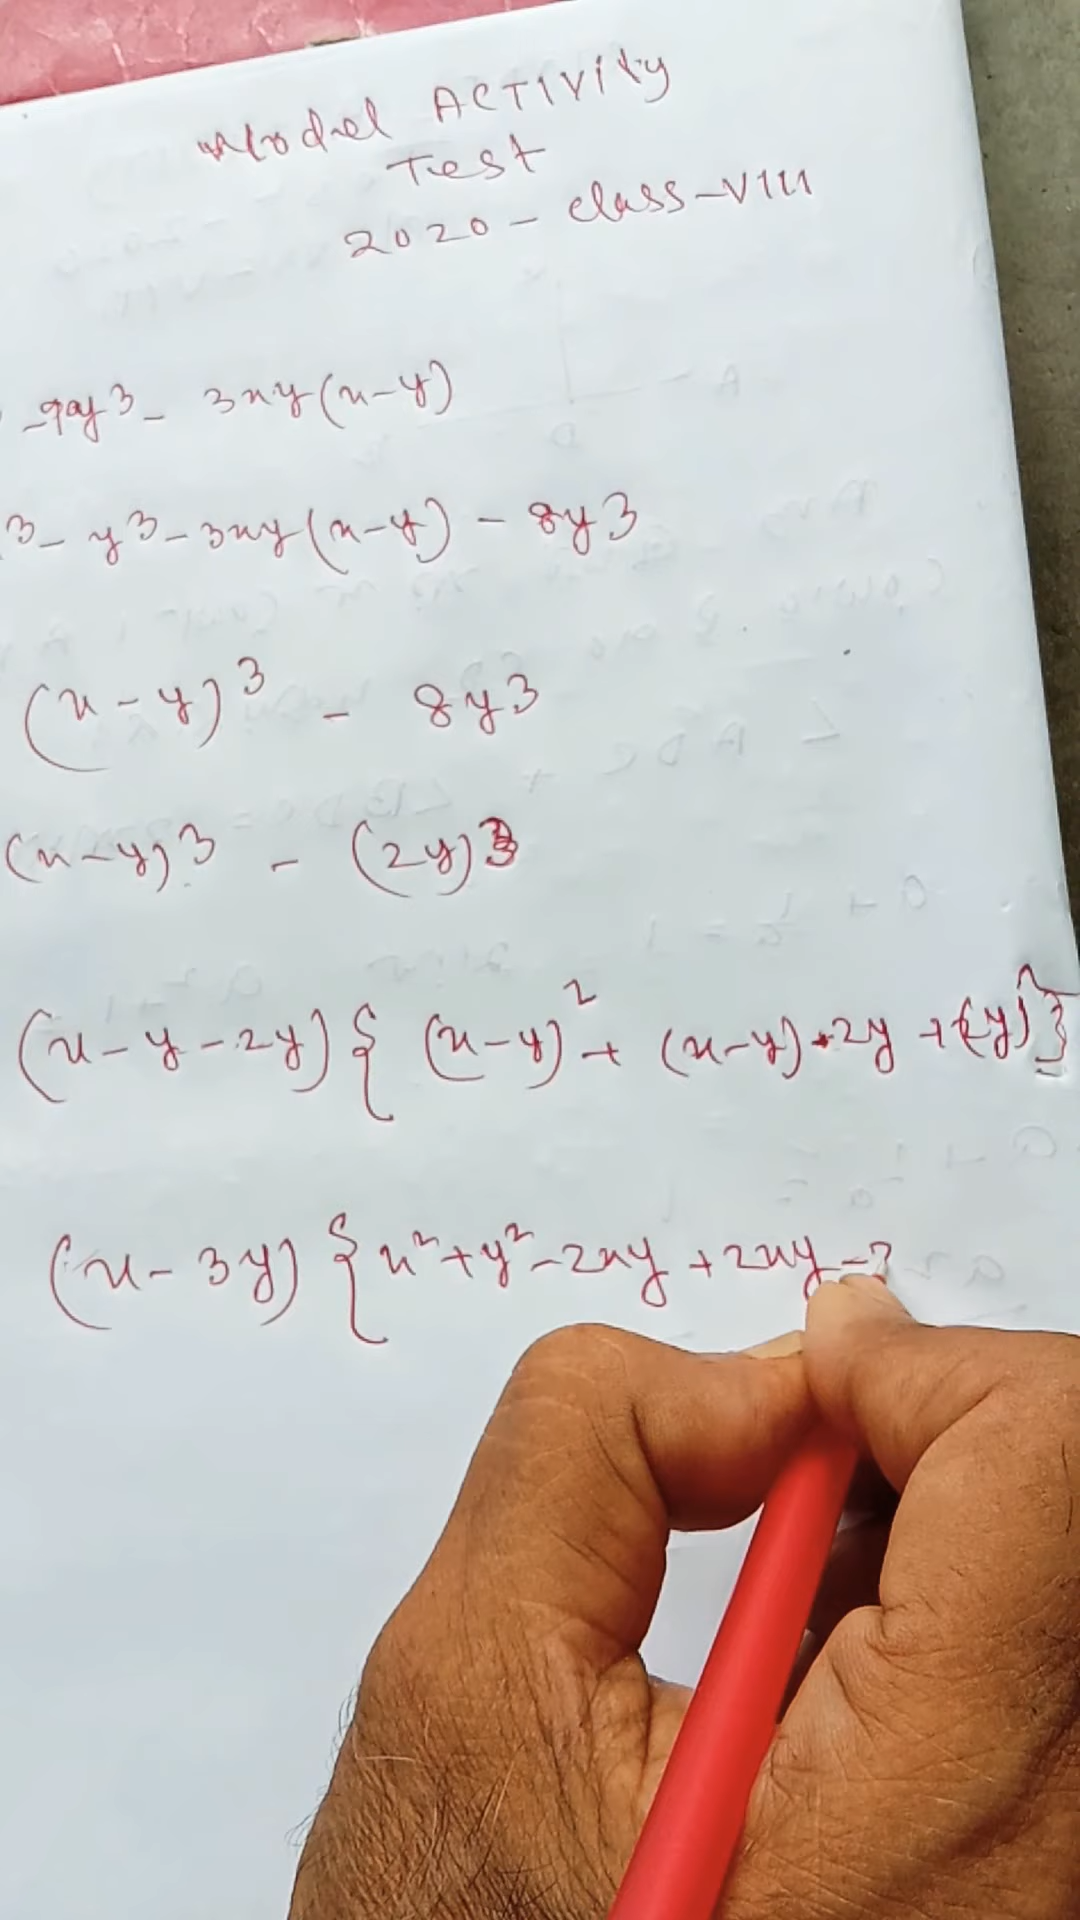 Model ACTIVITY
Test
2020 - class-VIII
-9y3- 3xy(x-y)
3- y3-3xy(x-y) - 8y3
(x-y)3 - 8y3
(x-y)3 - (2y)3
(x-y-2y){(x-y)2+ (x-y)•2y +(2y)2}
(x-3y){x2+y2-2xy+2xy-2